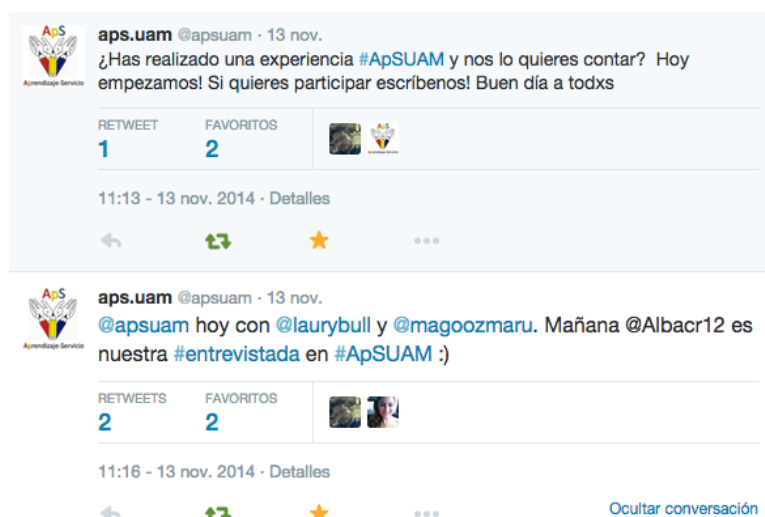 ApS
Aprendizaje-Servicio
aps.uam @apsuam · 13 nov.
¿Has realizado una experiencia #ApSUAM y nos lo quieres contar? Hoy
empezamos! Si quieres participar escríbenos! Buen día a todxs
RETWEET FAVORITOS
1 2
11:13 - 13 nov. 2014 · Detalles
ApS
Aprendizaje-Servicio
aps.uam @apsuam · 13 nov.
@apsuam hoy con @laurybull y @magoozmaru. Mañana @Albacr12 es
nuestra #entrevistada en #ApSUAM :)
RETWEETS FAVORITOS
2 2
11:16 - 13 nov. 2014 · Detalles
Ocultar conversación